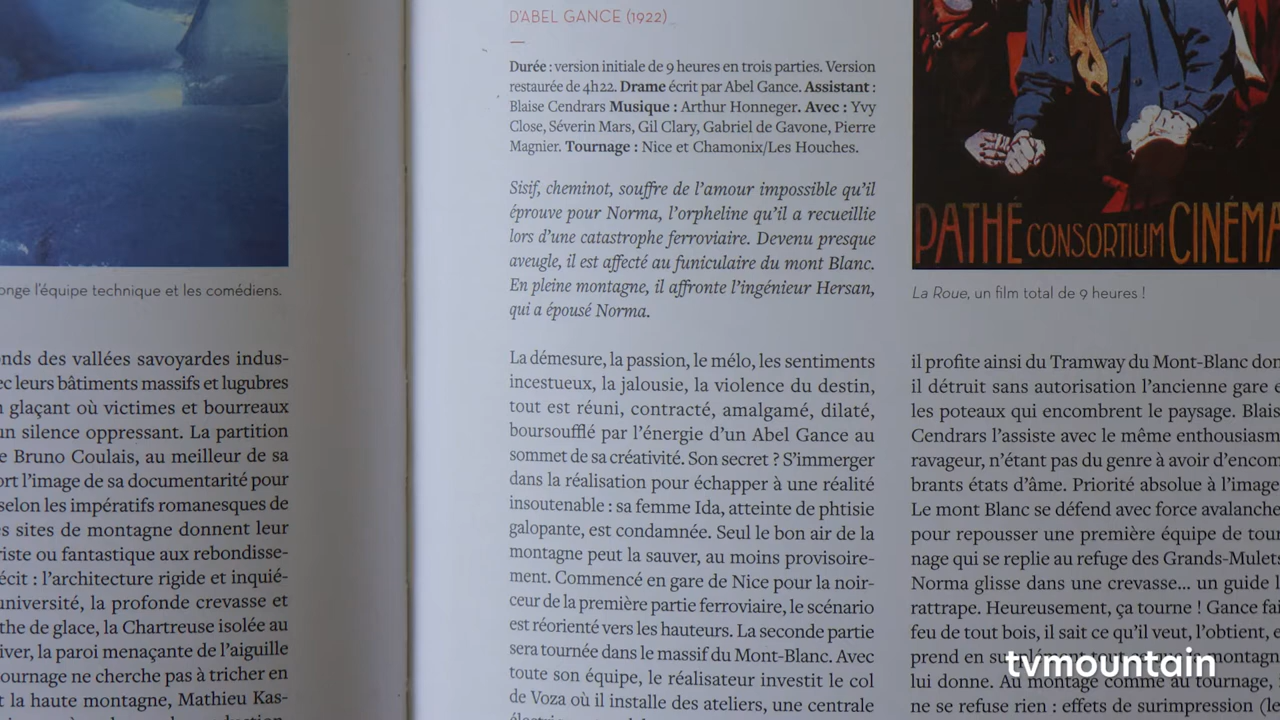 onge l'équipe technique et les comédiens.
nds des vallées savoyardes indus-
leurs bâtiments massifs et lugubres
glaçant où victimes et bourreaux
un silence oppressant. La partition
Bruno Coulais, au meilleur de sa
l'image de sa documentarité pour
selon les impératifs romanesques de
sites de montagne donnent leur
ou fantastique aux rebondisse-
: l'architecture rigide et inquié-
université, la profonde crevasse et
de glace, la Chartreuse isolée au
la paroi menaçante de l'aiguille
tournage ne cherche pas à tricher en
la haute montagne, Mathieu Kas-
D'ABEL GANCE (1922)
—
Durée : version initiale de 9 heures en trois parties. Version
restaurée de 4h22. Drame écrit par Abel Gance. Assistant :
Blaise Cendrars Musique : Arthur Honneger. Avec : Yvy
Close, Séverin Mars, Gil Clary, Gabriel de Gavone, Pierre
Magnier. Tournage : Nice et Chamonix/Les Houches.
Sisif, cheminot, souffre de l'amour impossible qu'il
éprouve pour Norma, l'orpheline qu'il a recueillie
lors d'une catastrophe ferroviaire. Devenu presque
aveugle, il est affecté au funiculaire du mont Blanc.
En pleine montagne, il affronte l'ingénieur Hersan,
qui a épousé Norma.
La démesure, la passion, le mélo, les sentiments
incestueux, la jalousie, la violence du destin,
tout est réuni, contracté, amalgamé, dilaté,
boursoufflé par l'énergie d'un Abel Gance au
sommet de sa créativité. Son secret ? S'immerger
dans la réalisation pour échapper à une réalité
insoutenable : sa femme Ida, atteinte de phtisie
galopante, est condamnée. Seul le bon air de la
montagne peut la sauver, au moins provisoire-
ment. Commencé en gare de Nice pour la noir-
ceur de la première partie ferroviaire, le scénario
est réorienté vers les hauteurs. La seconde partie
sera tournée dans le massif du Mont-Blanc. Avec
toute son équipe, le réalisateur investit le col
de Voza où il installe des ateliers, une centrale
PATHÉ CONSORTIUM CINÉMA
La Roue, un film total de 9 heures !
il profite ainsi du Tramway du Mont-Blanc don
il détruit sans autorisation l'ancienne gare e
les poteaux qui encombrent le paysage. Blais
Cendrars l'assiste avec le même enthousiasm
ravageur, n'étant pas du genre à avoir d'encom
brants états d'âme. Priorité absolue à l'image
Le mont Blanc se défend avec force avalanche
pour repousser une première équipe de tour
nage qui se replie au refuge des Grands-Mulets
Norma glisse dans une crevasse... un guide l
rattrape. Heureusement, ça tourne ! Gance fai
feu de tout bois, il sait ce qu'il veut, l'obtient, e
prend en montagn
lui donne. Au montage comme au tournage,
ne se refuse rien : effets de surimpression (le
tvmountain